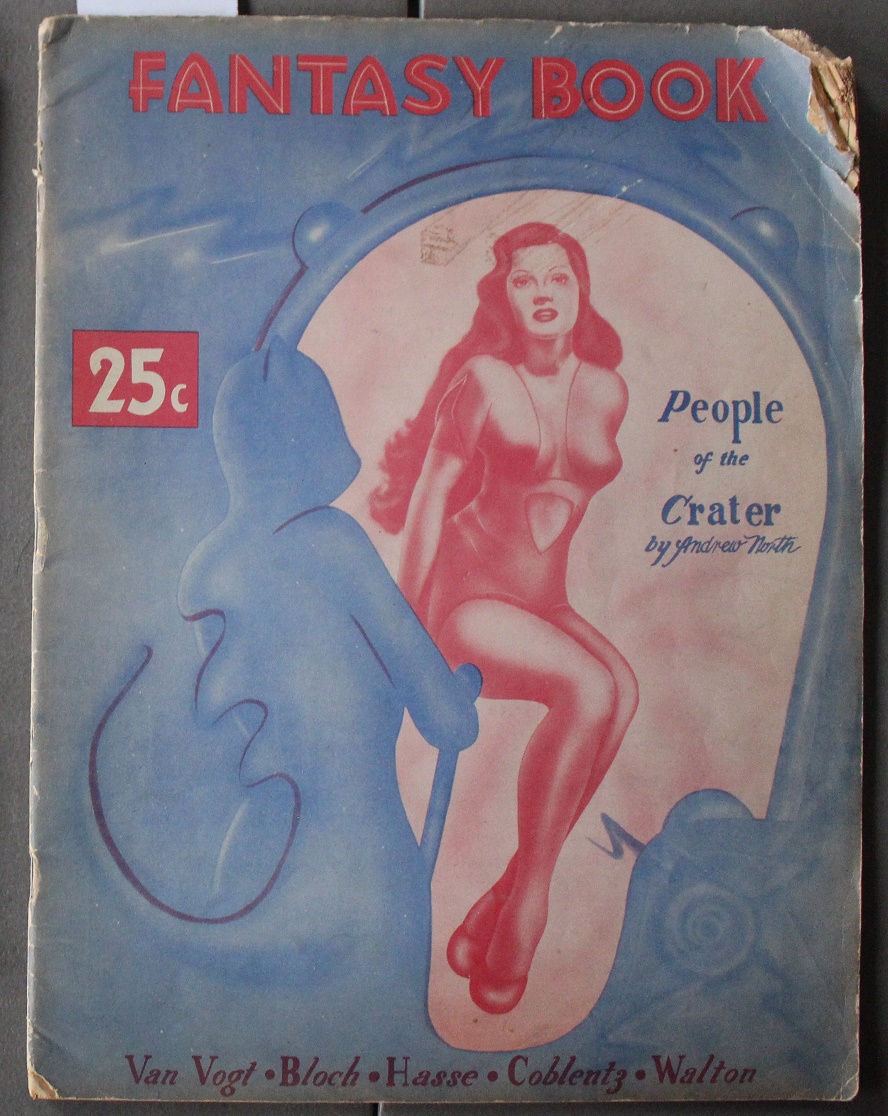 FANTASY BOOK
25c
People
of the
Crater
by Andrew North
Van Vogt • Bloch • Hasse • Coblentz • Walton